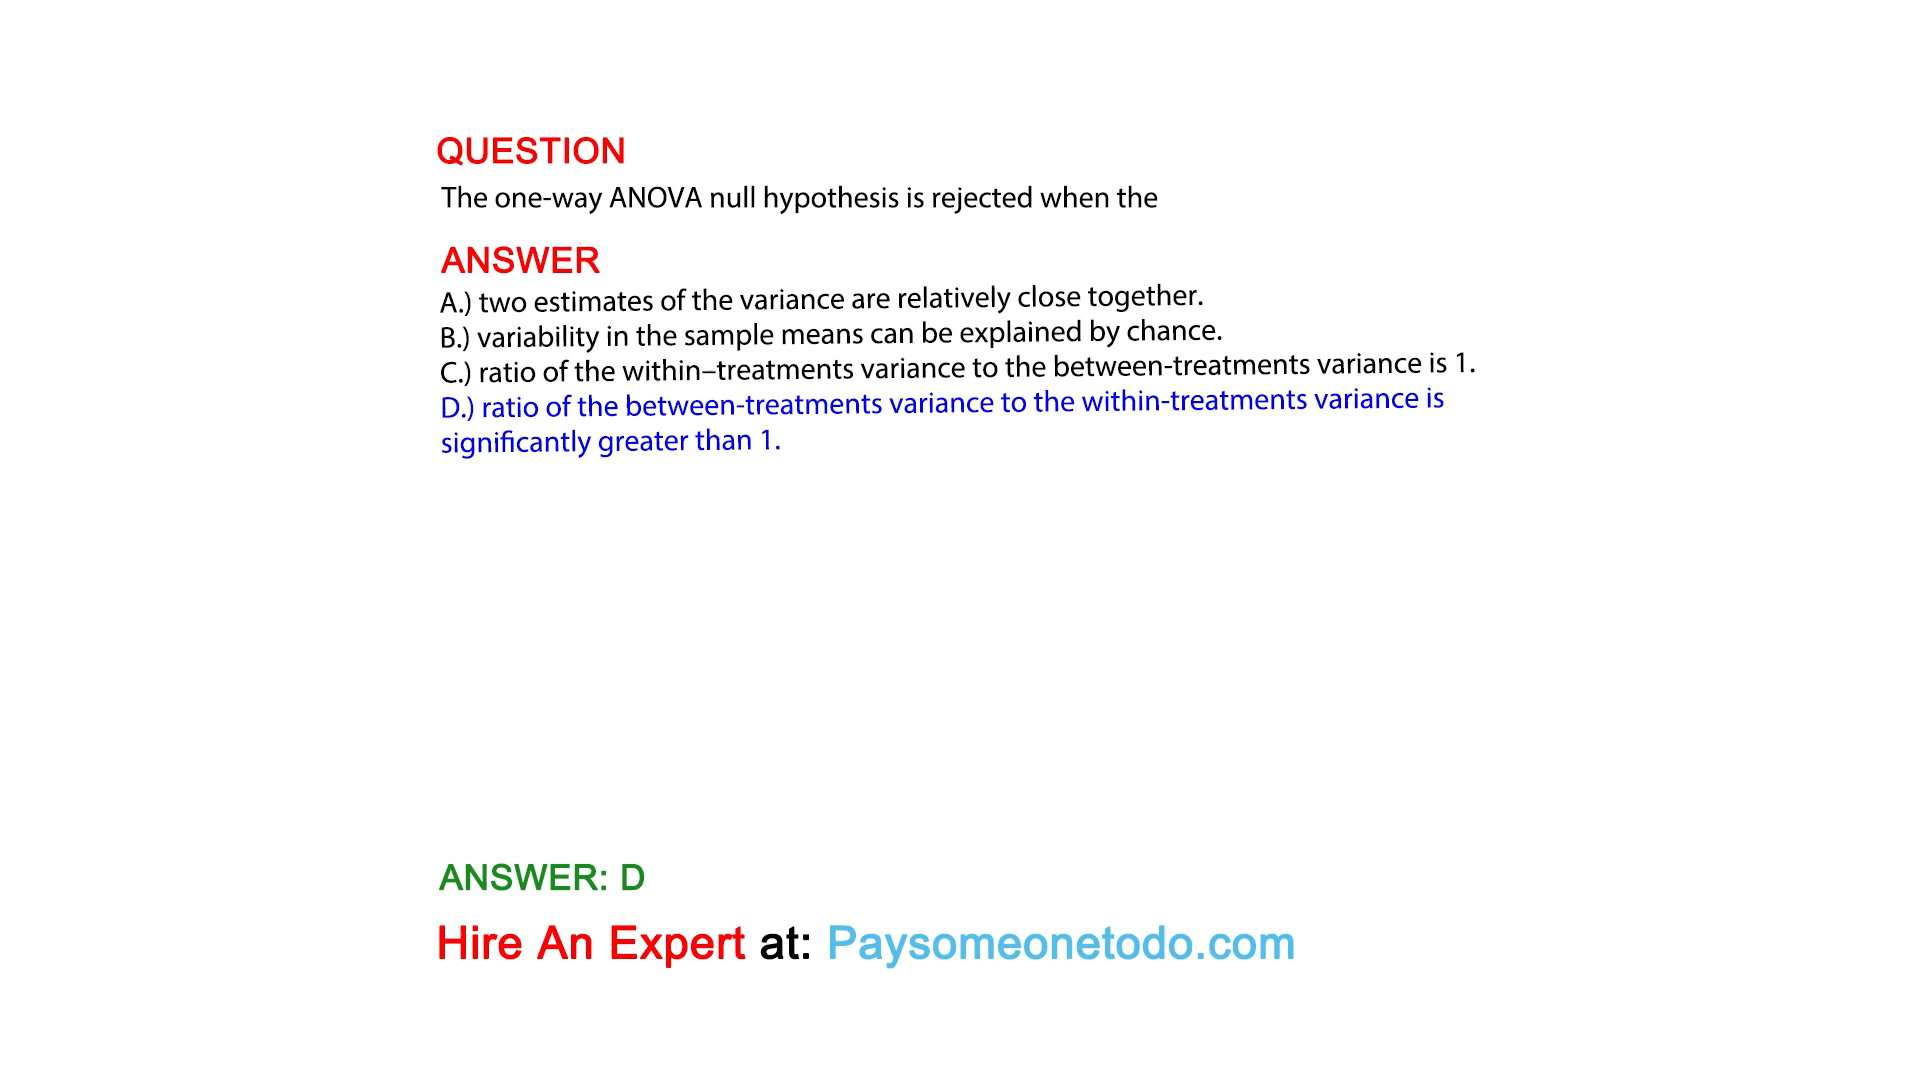 QUESTION
The one-way ANOVA null hypothesis is rejected when the
ANSWER
A.) two estimates of the variance are relatively close together.
B.) variability in the sample means can be explained by chance.
C.) ratio of the within–treatments variance to the between-treatments variance is 1.
D.) ratio of the between-treatments variance to the within-treatments variance is
significantly greater than 1.
ANSWER: D
Hire An Expert at: Paysomeonetodo.com